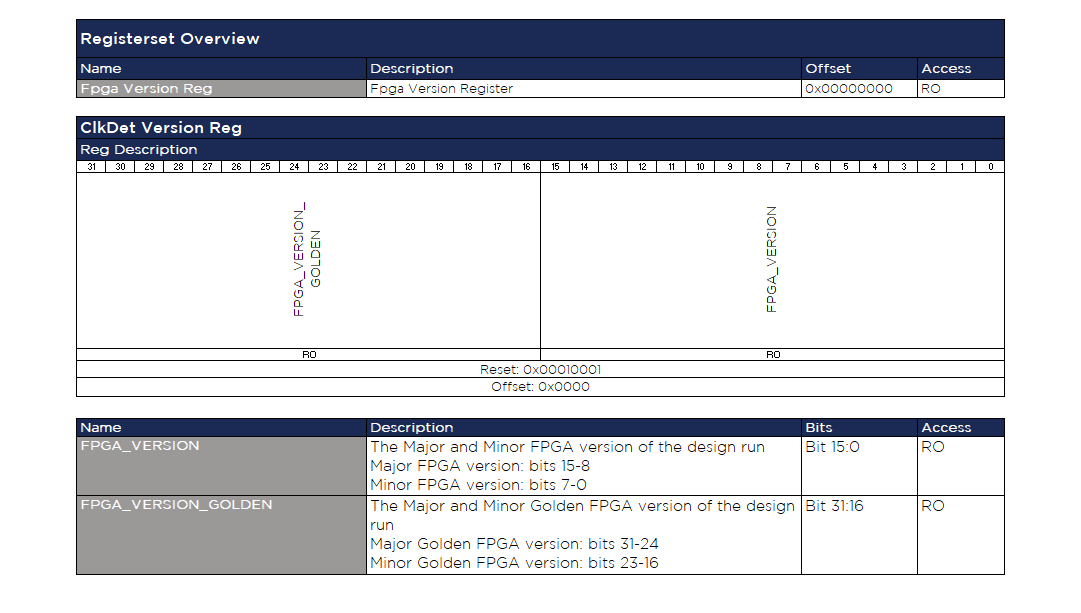 Registerset Overview
Name Description Offset Access
Fpga Version Reg Fpga Version Register 0x00000000 RO
ClkDet Version Reg
Reg Description
31 30 29 28 27 26 25 24 23 22 21 20 19 18 17 16 15 14 13 12 11 10 9 8 7 6 5 4 3 2 1 0
FPGA_VERSION_
GOLDEN
FPGA_VERSION
RO RO
Reset: 0x00010001
Offset: 0x0000
Name Description Bits Access
FPGA_VERSION The Major and Minor FPGA version of the design run Bit 15:0 RO
Major FPGA version: bits 15-8
Minor FPGA version: bits 7-0
FPGA_VERSION_GOLDEN The Major and Minor Golden FPGA version of the design Bit 31:16 RO
run
Major Golden FPGA version: bits 31-24
Minor Golden FPGA version: bits 23-16